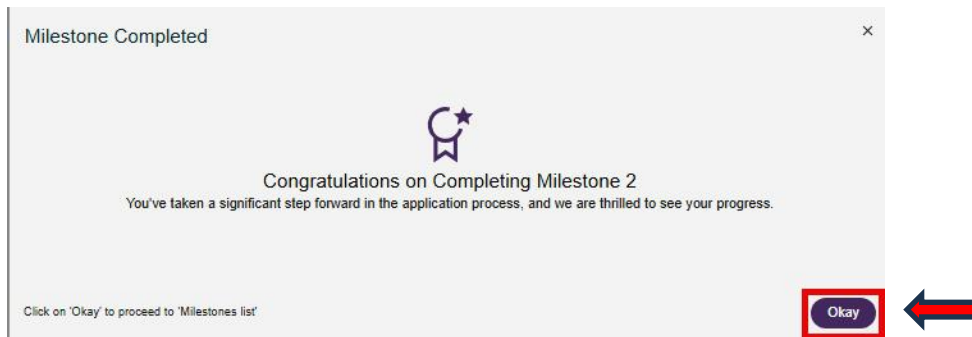 Milestone Completed
×
Congratulations on Completing Milestone 2
You've taken a significant step forward in the application process, and we are thrilled to see your progress.
Click on 'Okay' to proceed to 'Milestones list'
Okay